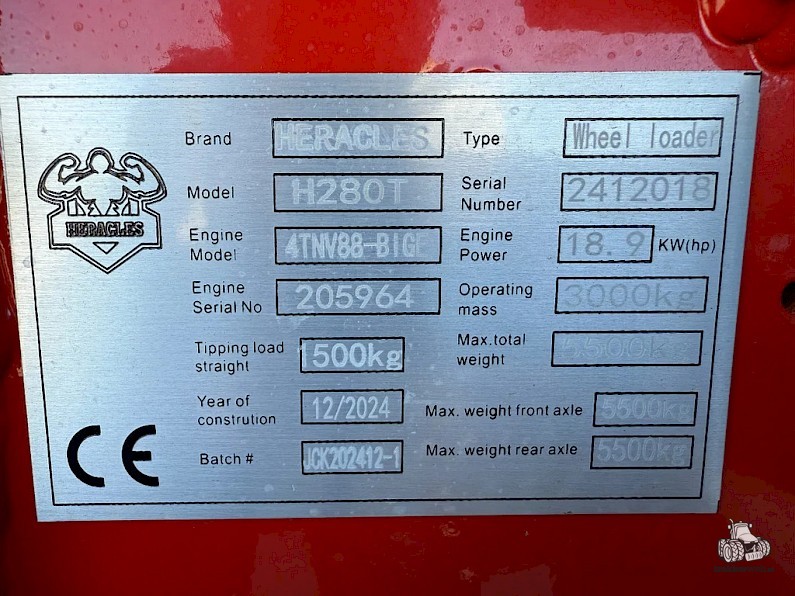 Brand HERACLES Type Wheel loader
HERACLES
Model H280T Serial Number 2412018
Engine Model 4TNV88-BIGF Engine Power 18.9 KW(hp)
Engine Serial No 205964 Operating mass 3000kg
Tipping load straight 1500kg Max.total weight 5500kg
Year of constrution 12/2024 Max. weight front axle 5500kg
Batch # JCK202412-1 Max. weight rear axle 5500kg
CE